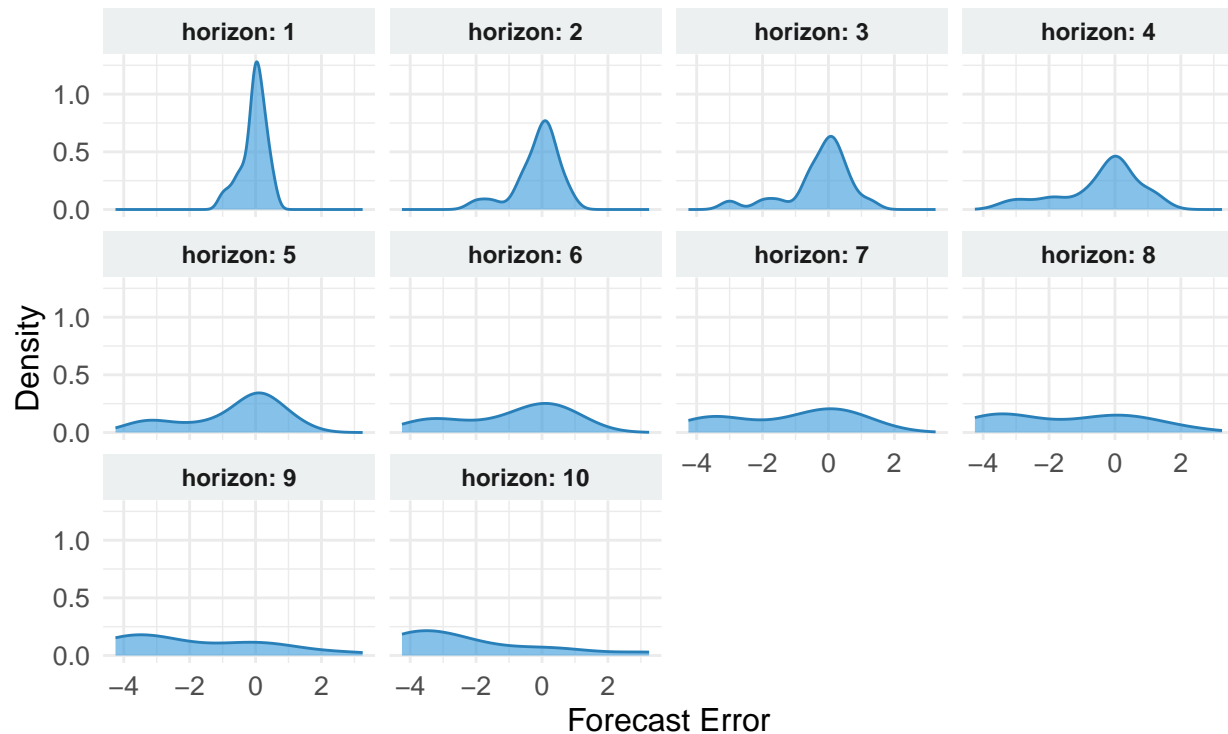 horizon: 1
horizon: 2
horizon: 3
horizon: 4
1.0
0.5
0.0
horizon: 5
horizon: 6
horizon: 7
horizon: 8
1.0
0.5
0.0
−4 −2 0 2
−4 −2 0 2
horizon: 9
horizon: 10
1.0
0.5
0.0
−4 −2 0 2
−4 −2 0 2
Density
Forecast Error